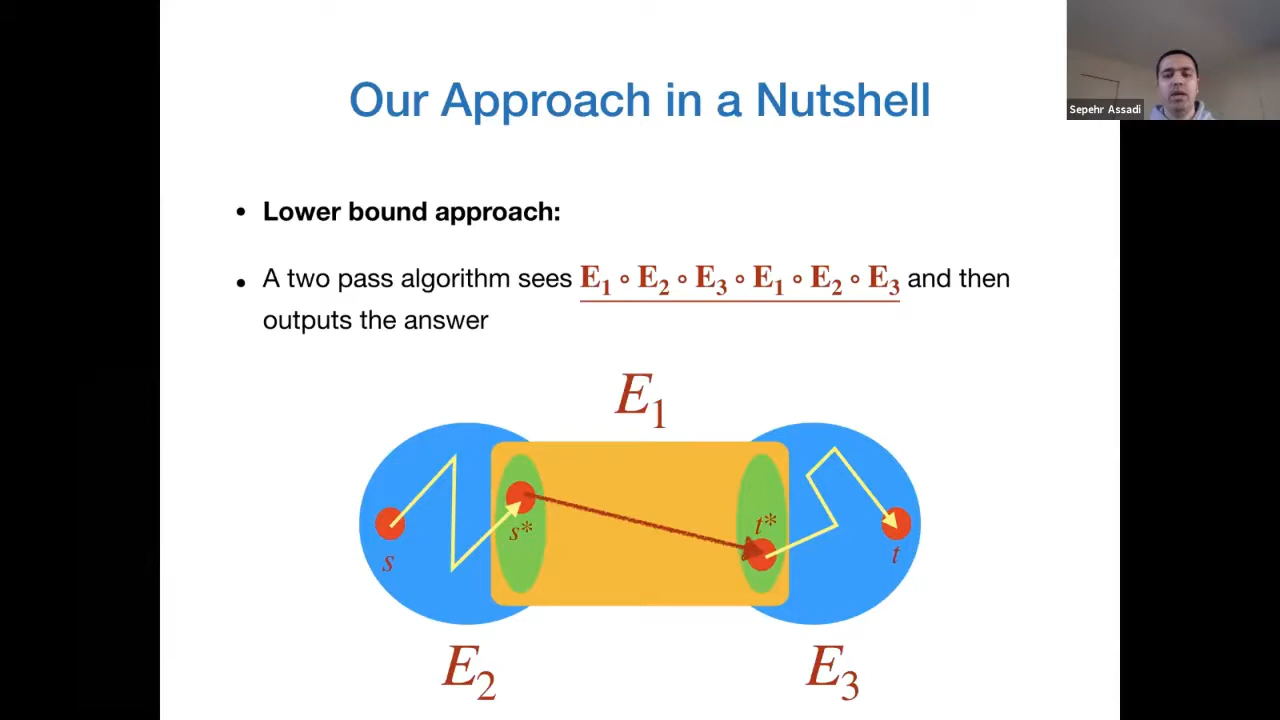 Our Approach in a Nutshell
Sepehr Assadi
• Lower bound approach:
• A two pass algorithm sees E₁ ∘ E₂ ∘ E₃ ∘ E₁ ∘ E₂ ∘ E₃ and then
outputs the answer
E₁
s*
t*
s
t
E₂
E₃